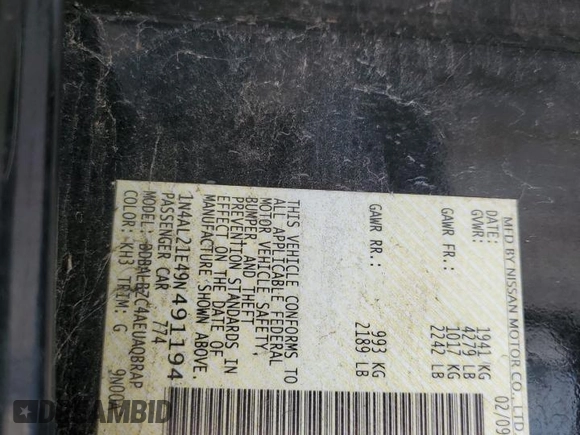 MFD BY NISSAN MOTOR CO., LTD.
DATE: 02/09
GVWR: 1941 KG
4279 LB
GAWR FR.: 1017 KG
2242 LB
GAWR RR.: 993 KG
2189 LB
THIS VEHICLE CONFORMS TO
ALL APPLICABLE FEDERAL
MOTOR VEHICLE SAFETY,
BUMPER AND THEFT
PREVENTION STANDARDS IN
EFFECT ON THE DATE OF
MANUFACTURE SHOWN ABOVE.
1N4AL21E49N491194
PASSENGER CAR 774
MODEL:
COLOR: KH3 TRIM: G
DREAMBID